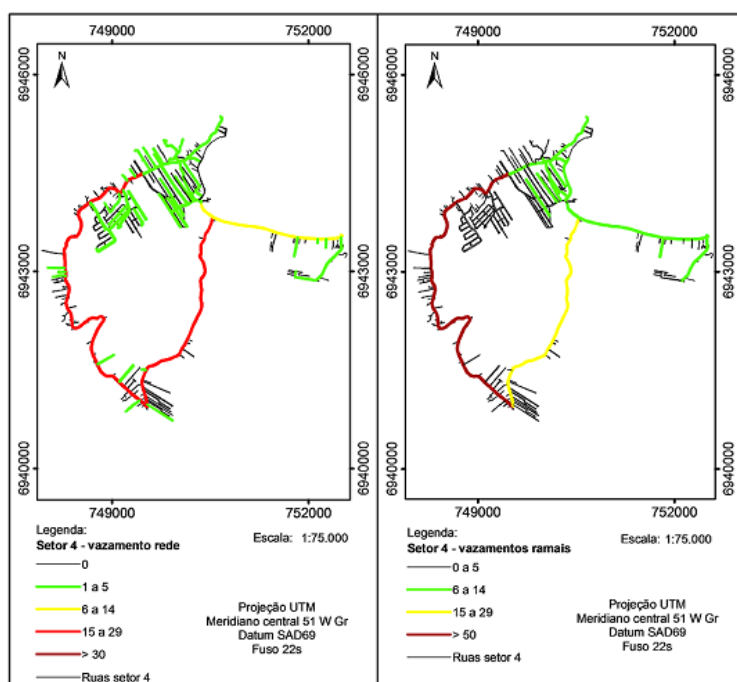 749000 752000
N
6946000 6946000
6943000 6943000
6940000 6940000
749000 752000
Legenda:
Setor 4 - vazamento rede
Escala: 1:75.000
0
1 a 5
6 a 14
15 a 29
> 30
Ruas setor 4
Projeção UTM
Meridiano central 51 W Gr
Datum SAD69
Fuso 22s
749000 752000
N
6946000 6946000
6943000 6943000
6940000 6940000
749000 752000
Legenda:
Setor 4 - vazamentos ramais
Escala: 1:75.000
0 a 5
6 a 14
15 a 29
> 50
Ruas setor 4
Projeção UTM
Meridiano central 51 W Gr
Datum SAD69
Fuso 22s